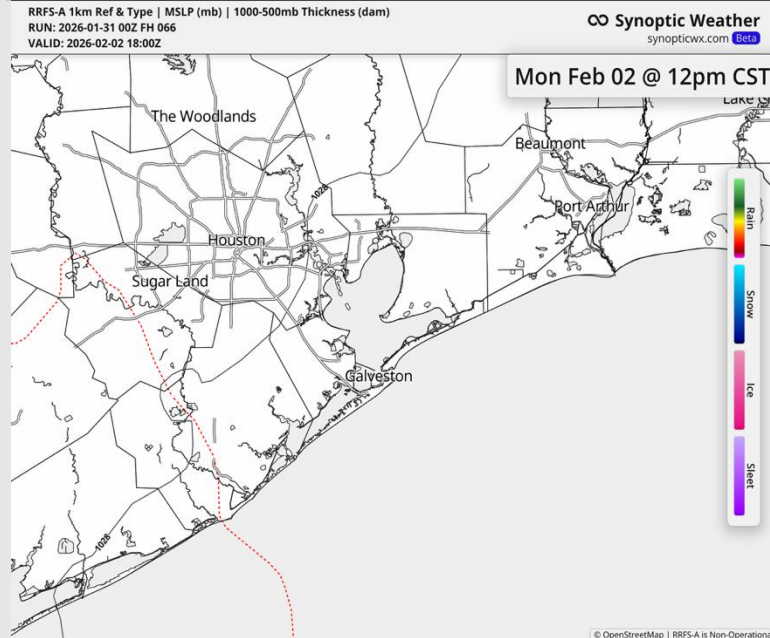 RRFS-A 1km Ref & Type | MSLP (mb) | 1000-500mb Thickness (dam)
RUN: 2026-01-31 00Z FH 066
VALID: 2026-02-02 18:00Z
Synoptic Weather
synopticwx.com Beta
Mon Feb 02 @ 12pm CST
The Woodlands
Beaumont
1028
Port Arthur
Houston
Sugar Land
Galveston
1028
Rain
Snow
Ice
Sleet
© OpenStreetMap | RRFS-A is Non-Operationa